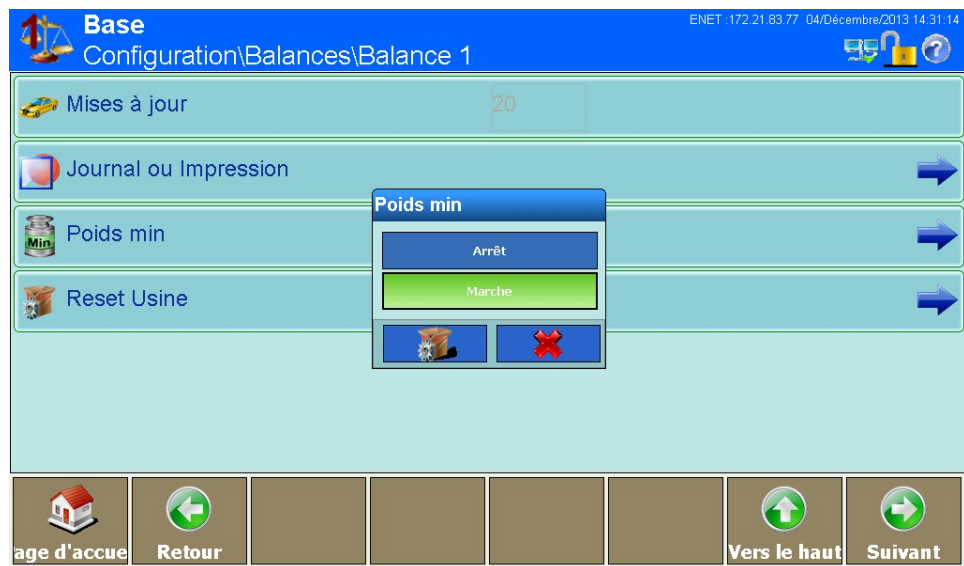 Base
ENET :172.21.83.77 04/Décembre/2013 14:31:14
Configuration\Balances\Balance 1
Mises à jour
20
Journal ou Impression
Poids min
Arrêt
Min
Poids min
Marche
Reset Usine
age d'accue
Retour
Vers le haut
Suivant